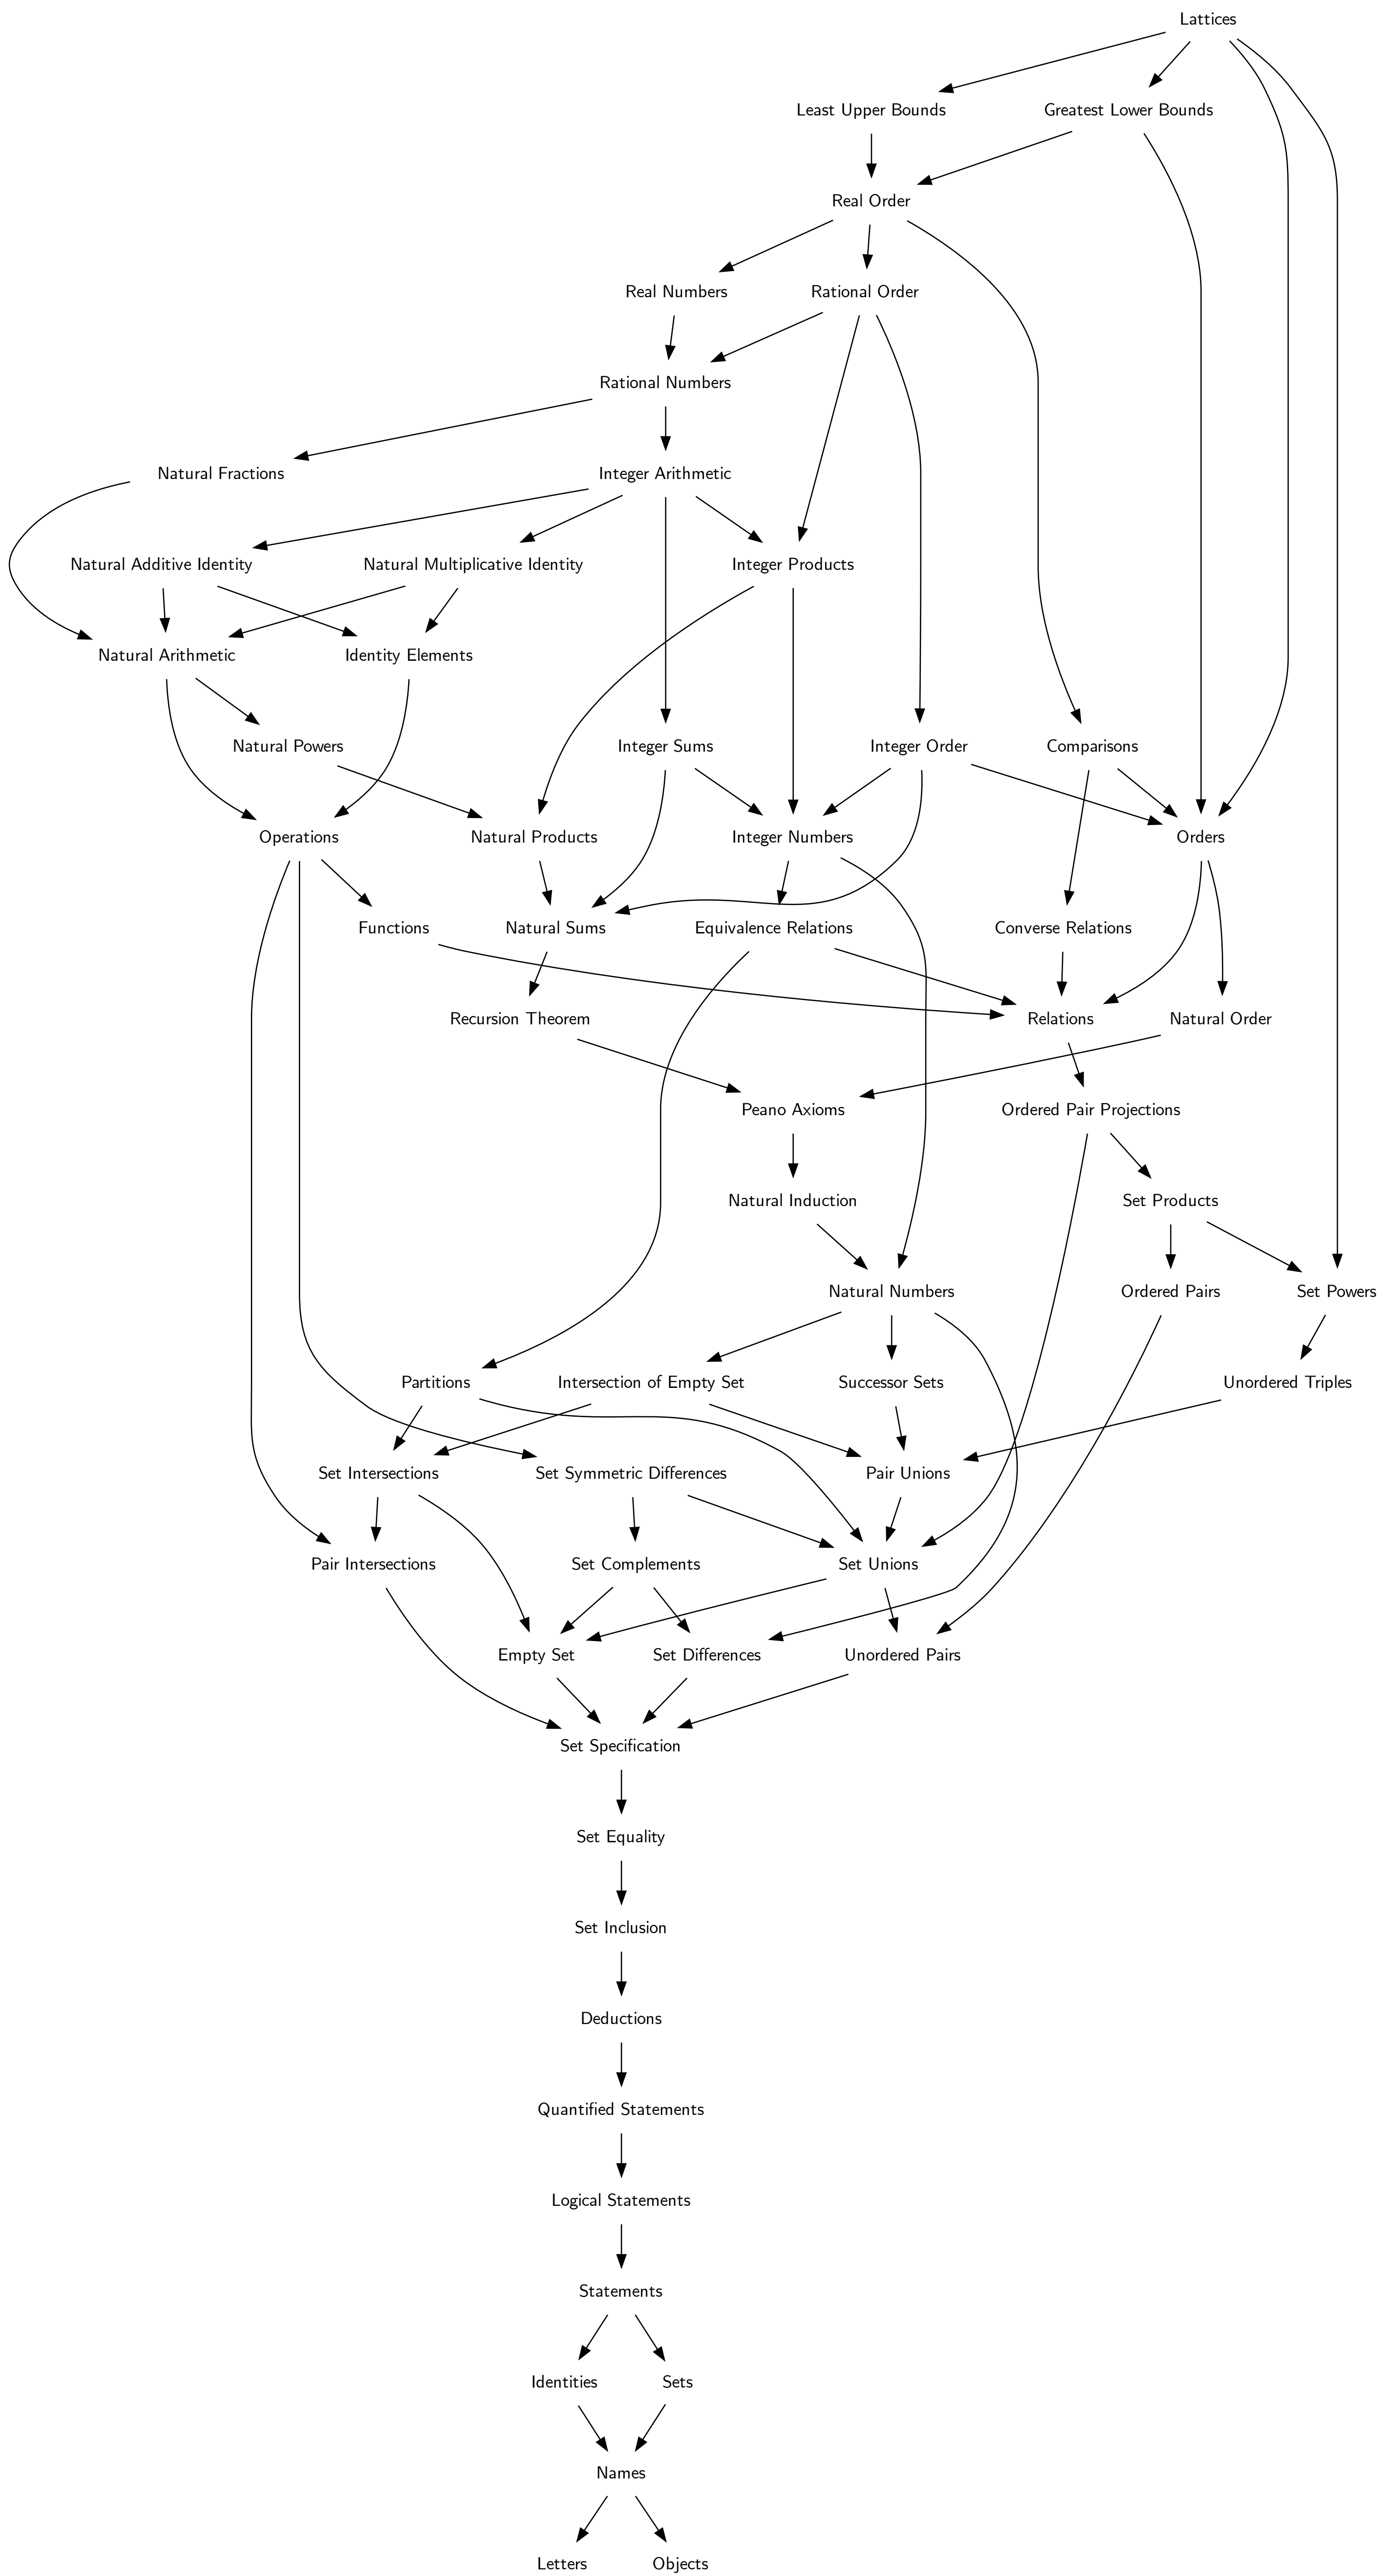 Lattices
Least Upper Bounds
Greatest Lower Bounds
Real Order
Real Numbers
Rational Order
Rational Numbers
Natural Fractions
Integer Arithmetic
Natural Additive Identity
Natural Multiplicative Identity
Integer Products
Natural Arithmetic
Identity Elements
Natural Powers
Integer Sums
Integer Order
Comparisons
Operations
Natural Products
Integer Numbers
Orders
Functions
Natural Sums
Equivalence Relations
Converse Relations
Recursion Theorem
Relations
Natural Order
Peano Axioms
Ordered Pair Projections
Natural Induction
Set Products
Natural Numbers
Ordered Pairs
Set Powers
Partitions
Intersection of Empty Set
Successor Sets
Unordered Triples
Set Intersections
Set Symmetric Differences
Pair Unions
Pair Intersections
Set Complements
Set Unions
Empty Set
Set Differences
Unordered Pairs
Set Specification
Set Equality
Set Inclusion
Deductions
Quantified Statements
Logical Statements
Statements
Identities
Sets
Names
Letters
Objects